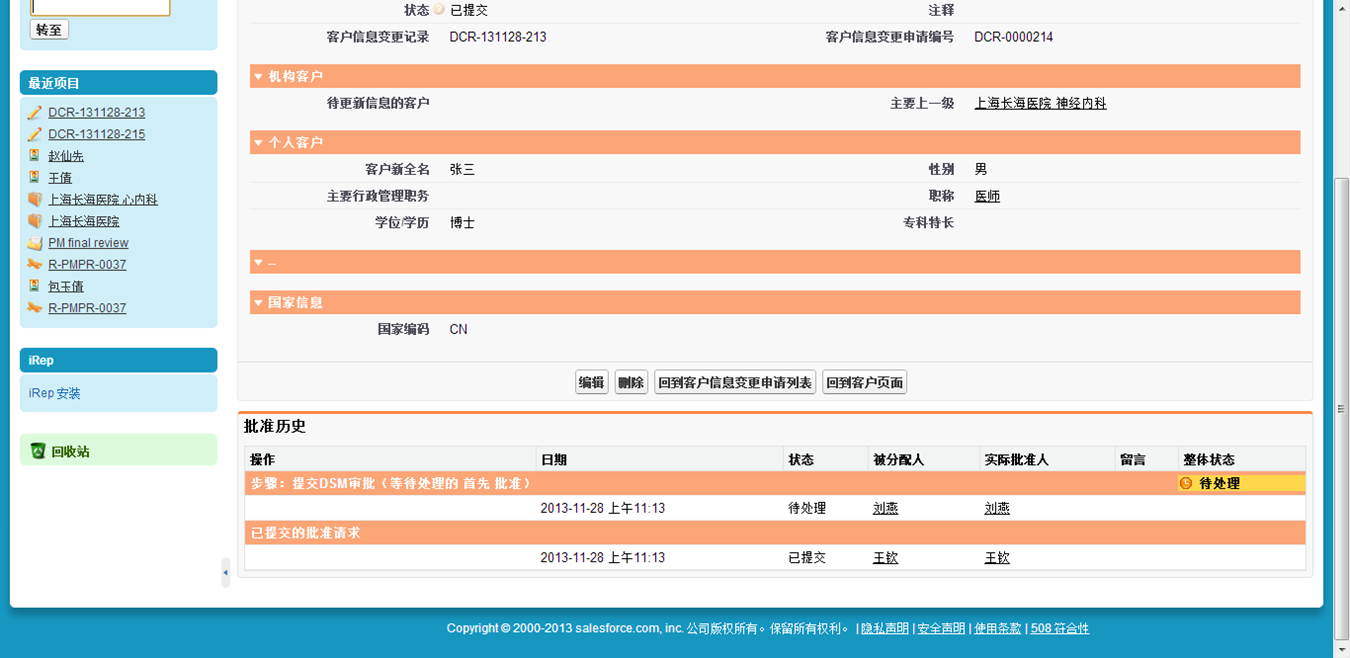 转至
最近项目
DCR-131128-213
DCR-131128-215
赵仙先
王倩
上海长海医院 心内科
上海长海医院
PM final review
R-PMPR-0037
包玉倩
R-PMPR-0037
iRep
iRep 安装
回收站
状态 已提交 注释
客户信息变更记录 DCR-131128-213 客户信息变更申请编号 DCR-0000214
机构客户
待更新信息的客户 主要上一级 上海长海医院 神经内科
个人客户
客户新全名 张三 性别 男
主要行政管理职务 职称 医师
学位/学历 博士 专科特长
–
国家信息
国家编码 CN
编辑 删除 回到客户信息变更申请列表 回到客户页面
批准历史
操作 日期 状态 被分配人 实际批准人 留言 整体状态
步骤：提交DSM审批（等待处理的 首先 批准） 待处理
2013-11-28 上午11:13 待处理 刘燕 刘燕
已提交的批准请求
2013-11-28 上午11:13 已提交 王钦 王钦
Copyright © 2000-2013 salesforce.com, inc. 公司版权所有。保留所有权利。 | 隐私声明 | 安全声明 | 使用条款 | 508 符合性